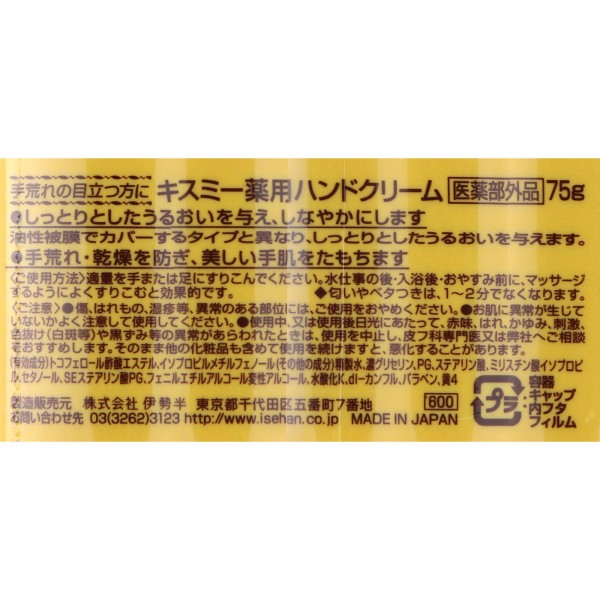 手荒れの目立つ方に キスミー薬用ハンドクリーム 医薬部外品 75g
●しっとりとしたうるおいを与え、しなやかにします
油性被膜でカバーするタイプと異なり、しっとりとしたうるおいを与えます。
●手荒れ・乾燥を防ぎ、美しい手肌をたもちます
〈ご使用方法〉適量を手または足にすりこんでください。水仕事の後・入浴後・おやすみ前に、マッサージ
するようによくすりこむと効果的です。 ◆匂いやベタつきは、1〜2分でなくなります。
〈ご注意〉●傷、はれもの、湿疹等、異常のある部位には、ご使用をおやめください。●お肌に異常が生じて
いないかよく注意して使用してください。●使用中、又は使用後日光にあたって、赤味、はれ、かゆみ、刺激、
色抜け(白斑等)や黒ずみ等の異常があらわれたときは、使用を中止し、皮フ科専門医又は弊社へご相談
をおすすめします。そのまま他の化粧品も含めて使用を続けますと、悪化することがあります。
(有効成分)トコフェロール酢酸エステル、イソプロピルメチルフェノール(その他の成分)精製水、濃グリセリン、PG、ステアリン酸、ミリスチン酸イソプロピ
ル、セタノール、SEステアリン酸PG、フェニルエチルアルコール変性アルコール、水酸化K、dl-カンフル、パラベン、黄4
製造販売元 株式会社 伊勢半 東京都千代田区五番町7番地 600
お問い合わせ先 03(3262)3123 http://www.isehan.co.jp/ MADE IN JAPAN
プラ
容器
キャップ
内フタ
フィルム